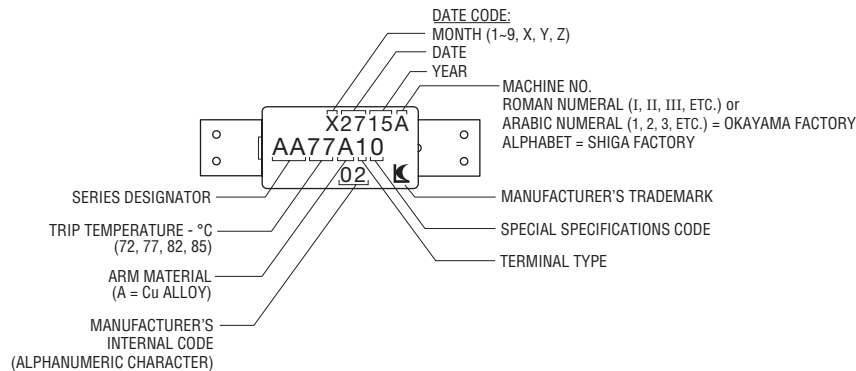 DATE CODE:
MONTH (1~9, X, Y, Z)
DATE
YEAR
MACHINE NO.
ROMAN NUMERAL (I, II, III, ETC.) or
ARABIC NUMERAL (1, 2, 3, ETC.) = OKAYAMA FACTORY
ALPHABET = SHIGA FACTORY
X2715A
AA77A10
02
SERIES DESIGNATOR
TRIP TEMPERATURE - °C
(72, 77, 82, 85)
ARM MATERIAL
(A = Cu ALLOY)
MANUFACTURER'S
INTERNAL CODE
(ALPHANUMERIC CHARACTER)
MANUFACTURER'S TRADEMARK
SPECIAL SPECIFICATIONS CODE
TERMINAL TYPE